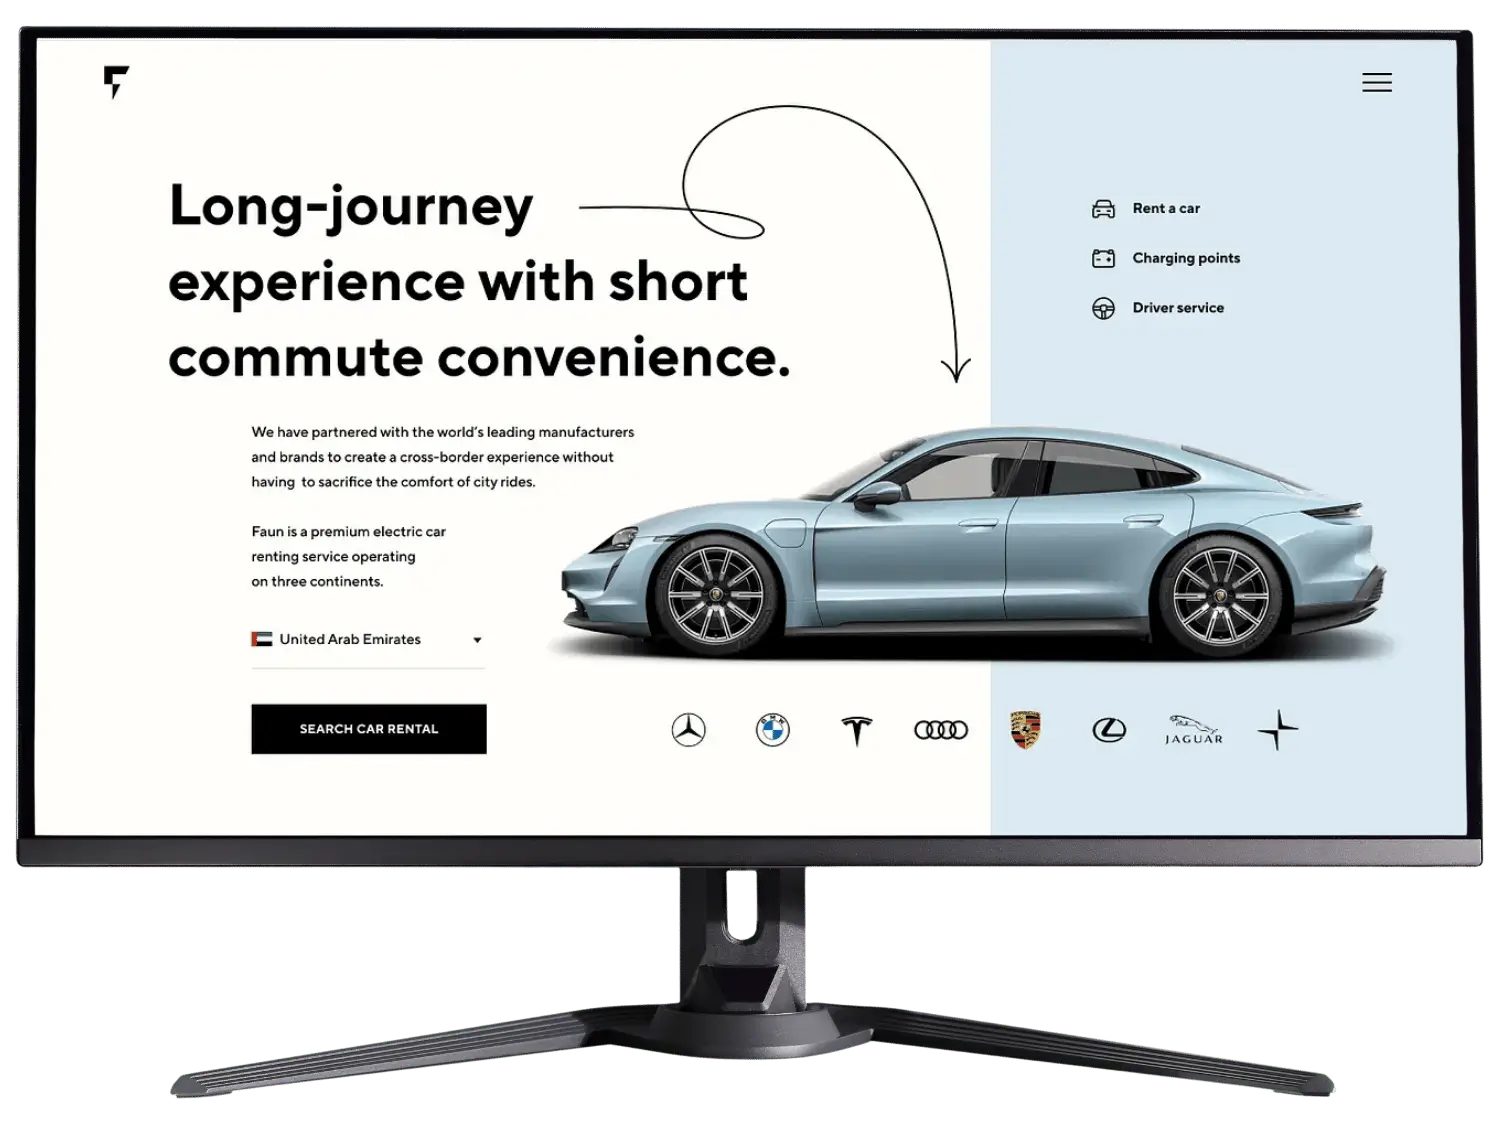 Long-journey
experience with short
commute convenience.
We have partnered with the world's leading manufacturers
and brands to create a cross-border experience without
having to sacrifice the comfort of city rides.
Faun is a premium electric car
renting service operating
on three continents.
United Arab Emirates
SEARCH CAR RENTAL
Rent a car
Charging points
Driver service
JAGUAR